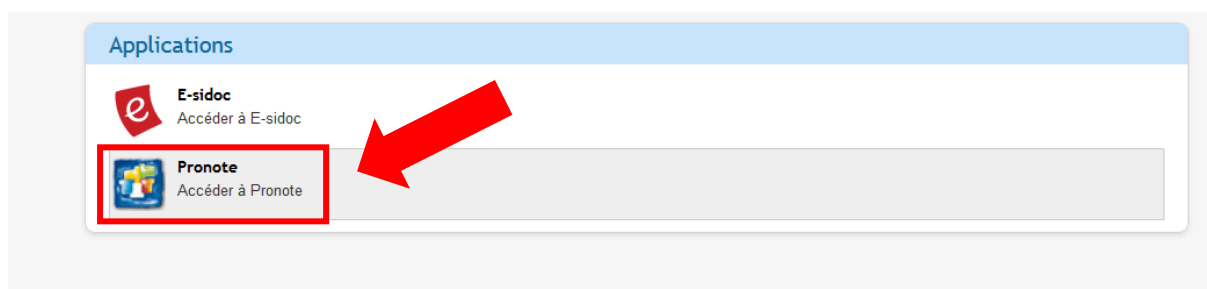 Applications
E-sidoc
Accéder à E-sidoc
Pronote
Accéder à Pronote